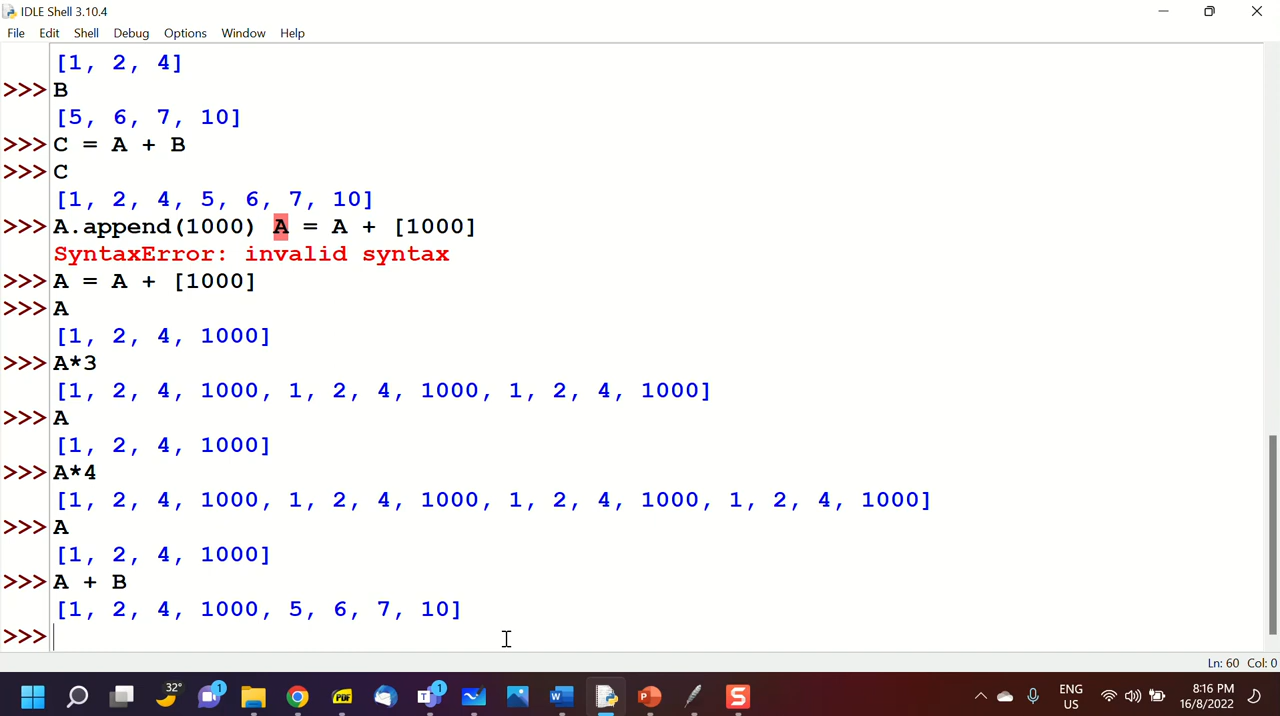 IDLE Shell 3.10.4
File Edit Shell Debug Options Window Help
[1, 2, 4]
>>> B
[5, 6, 7, 10]
>>> C = A + B
>>> C
[1, 2, 4, 5, 6, 7, 10]
>>> A.append(1000) A = A + [1000]
SyntaxError: invalid syntax
>>> A = A + [1000]
>>> A
[1, 2, 4, 1000]
>>> A*3
[1, 2, 4, 1000, 1, 2, 4, 1000, 1, 2, 4, 1000]
>>> A
[1, 2, 4, 1000]
>>> A*4
[1, 2, 4, 1000, 1, 2, 4, 1000, 1, 2, 4, 1000, 1, 2, 4, 1000]
>>> A
[1, 2, 4, 1000]
>>> A + B
[1, 2, 4, 1000, 5, 6, 7, 10]
>>>
Ln: 60 Col: 0
32°
1
PDF
T
1
W
P
S
ENG
US
8:16 PM
16/8/2022